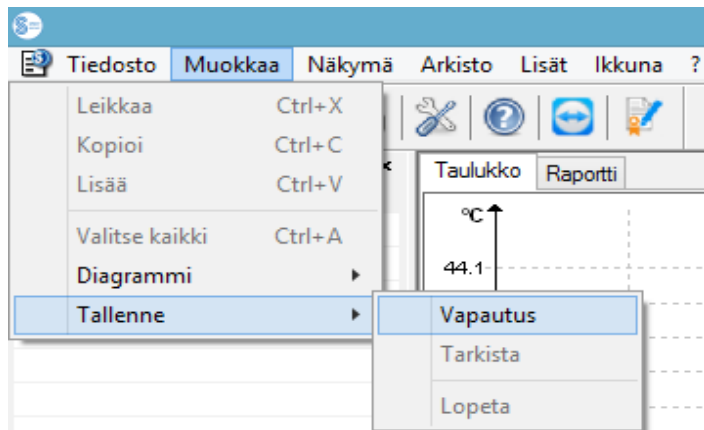 S=
Tiedosto Muokkaa Näkymä Arkisto Lisät Ikkuna ?
Leikkaa Ctrl+X
Kopioi Ctrl+C
Lisää Ctrl+V
Valitse kaikki Ctrl+A
Diagrammi
Tallenne
Taulukko Raportti
°C
44.1
Vapautus
Tarkista
Lopeta